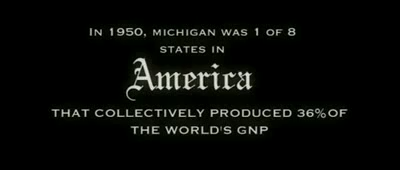 In 1950, Michigan was 1 of 8
states in
America
that collectively produced 36%of
the world's GNP